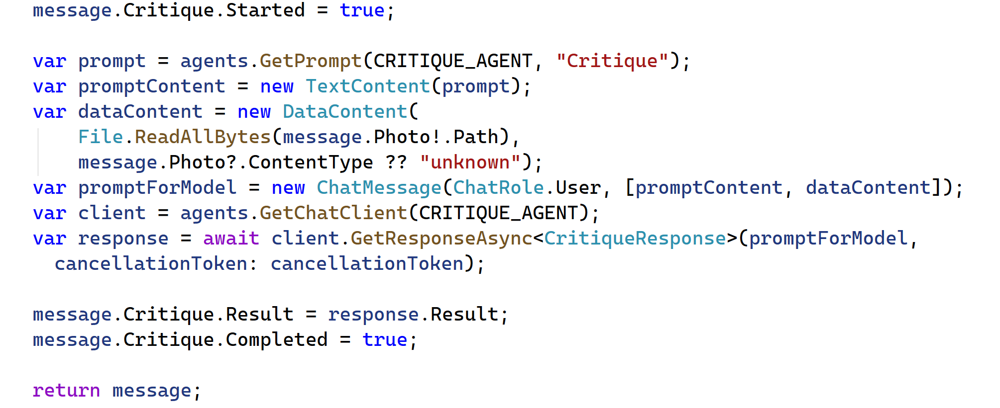 message.Critique.Started = true;
var prompt = agents.GetPrompt(CRITIQUE_AGENT, "Critique");
var promptContent = new TextContent(prompt);
var dataContent = new DataContent(
File.ReadAllBytes(message.Photo!.Path),
message.Photo?.ContentType ?? "unknown");
var promptForModel = new ChatMessage(ChatRole.User, [promptContent, dataContent]);
var client = agents.GetChatClient(CRITIQUE_AGENT);
var response = await client.GetResponseAsync<CritiqueResponse>(promptForModel,
cancellationToken: cancellationToken);
message.Critique.Result = response.Result;
message.Critique.Completed = true;
return message;